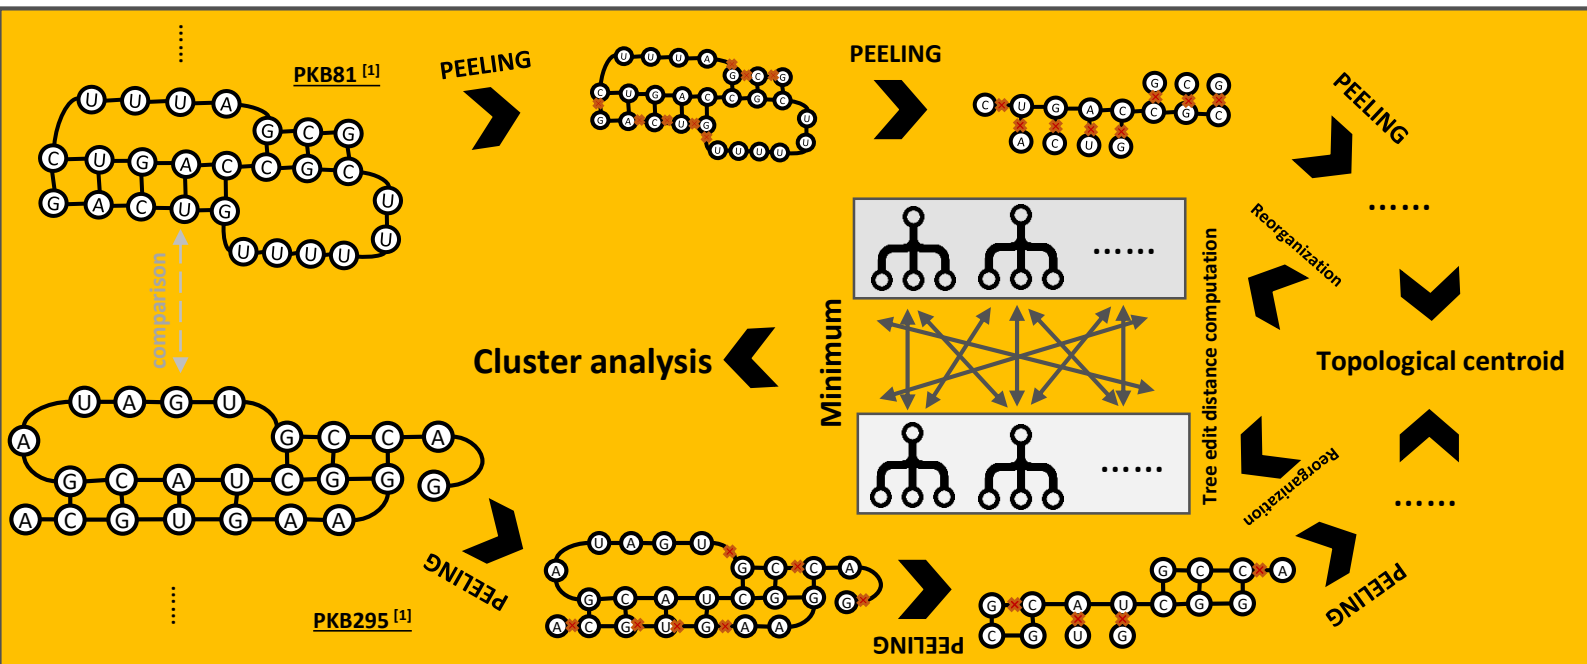 ......
PKB81 [1]
PEELING
PEELING
PEELING
U U U A
G C G
C U G A C C G C
G A C U G
U U
U U U U
U U U A
G C G
C U G A C C G C
G A C U G
U U
U U U U
G C G
C U G A C C G C
A C U G
......
comparison
Reorganization
......
Tree edit distance computation
Minimum
Cluster analysis
Topological centroid
......
Reorganization
......
U A G U
A
G C C A
G C A U C G G G
A C G U G A A
PEELING
PEELING
PEELING
U A G U
A
G C C A
G C A U C G G G
A C G U G A A
G C C A
G C A U C G G
C G U G
......
PKB295 [1]